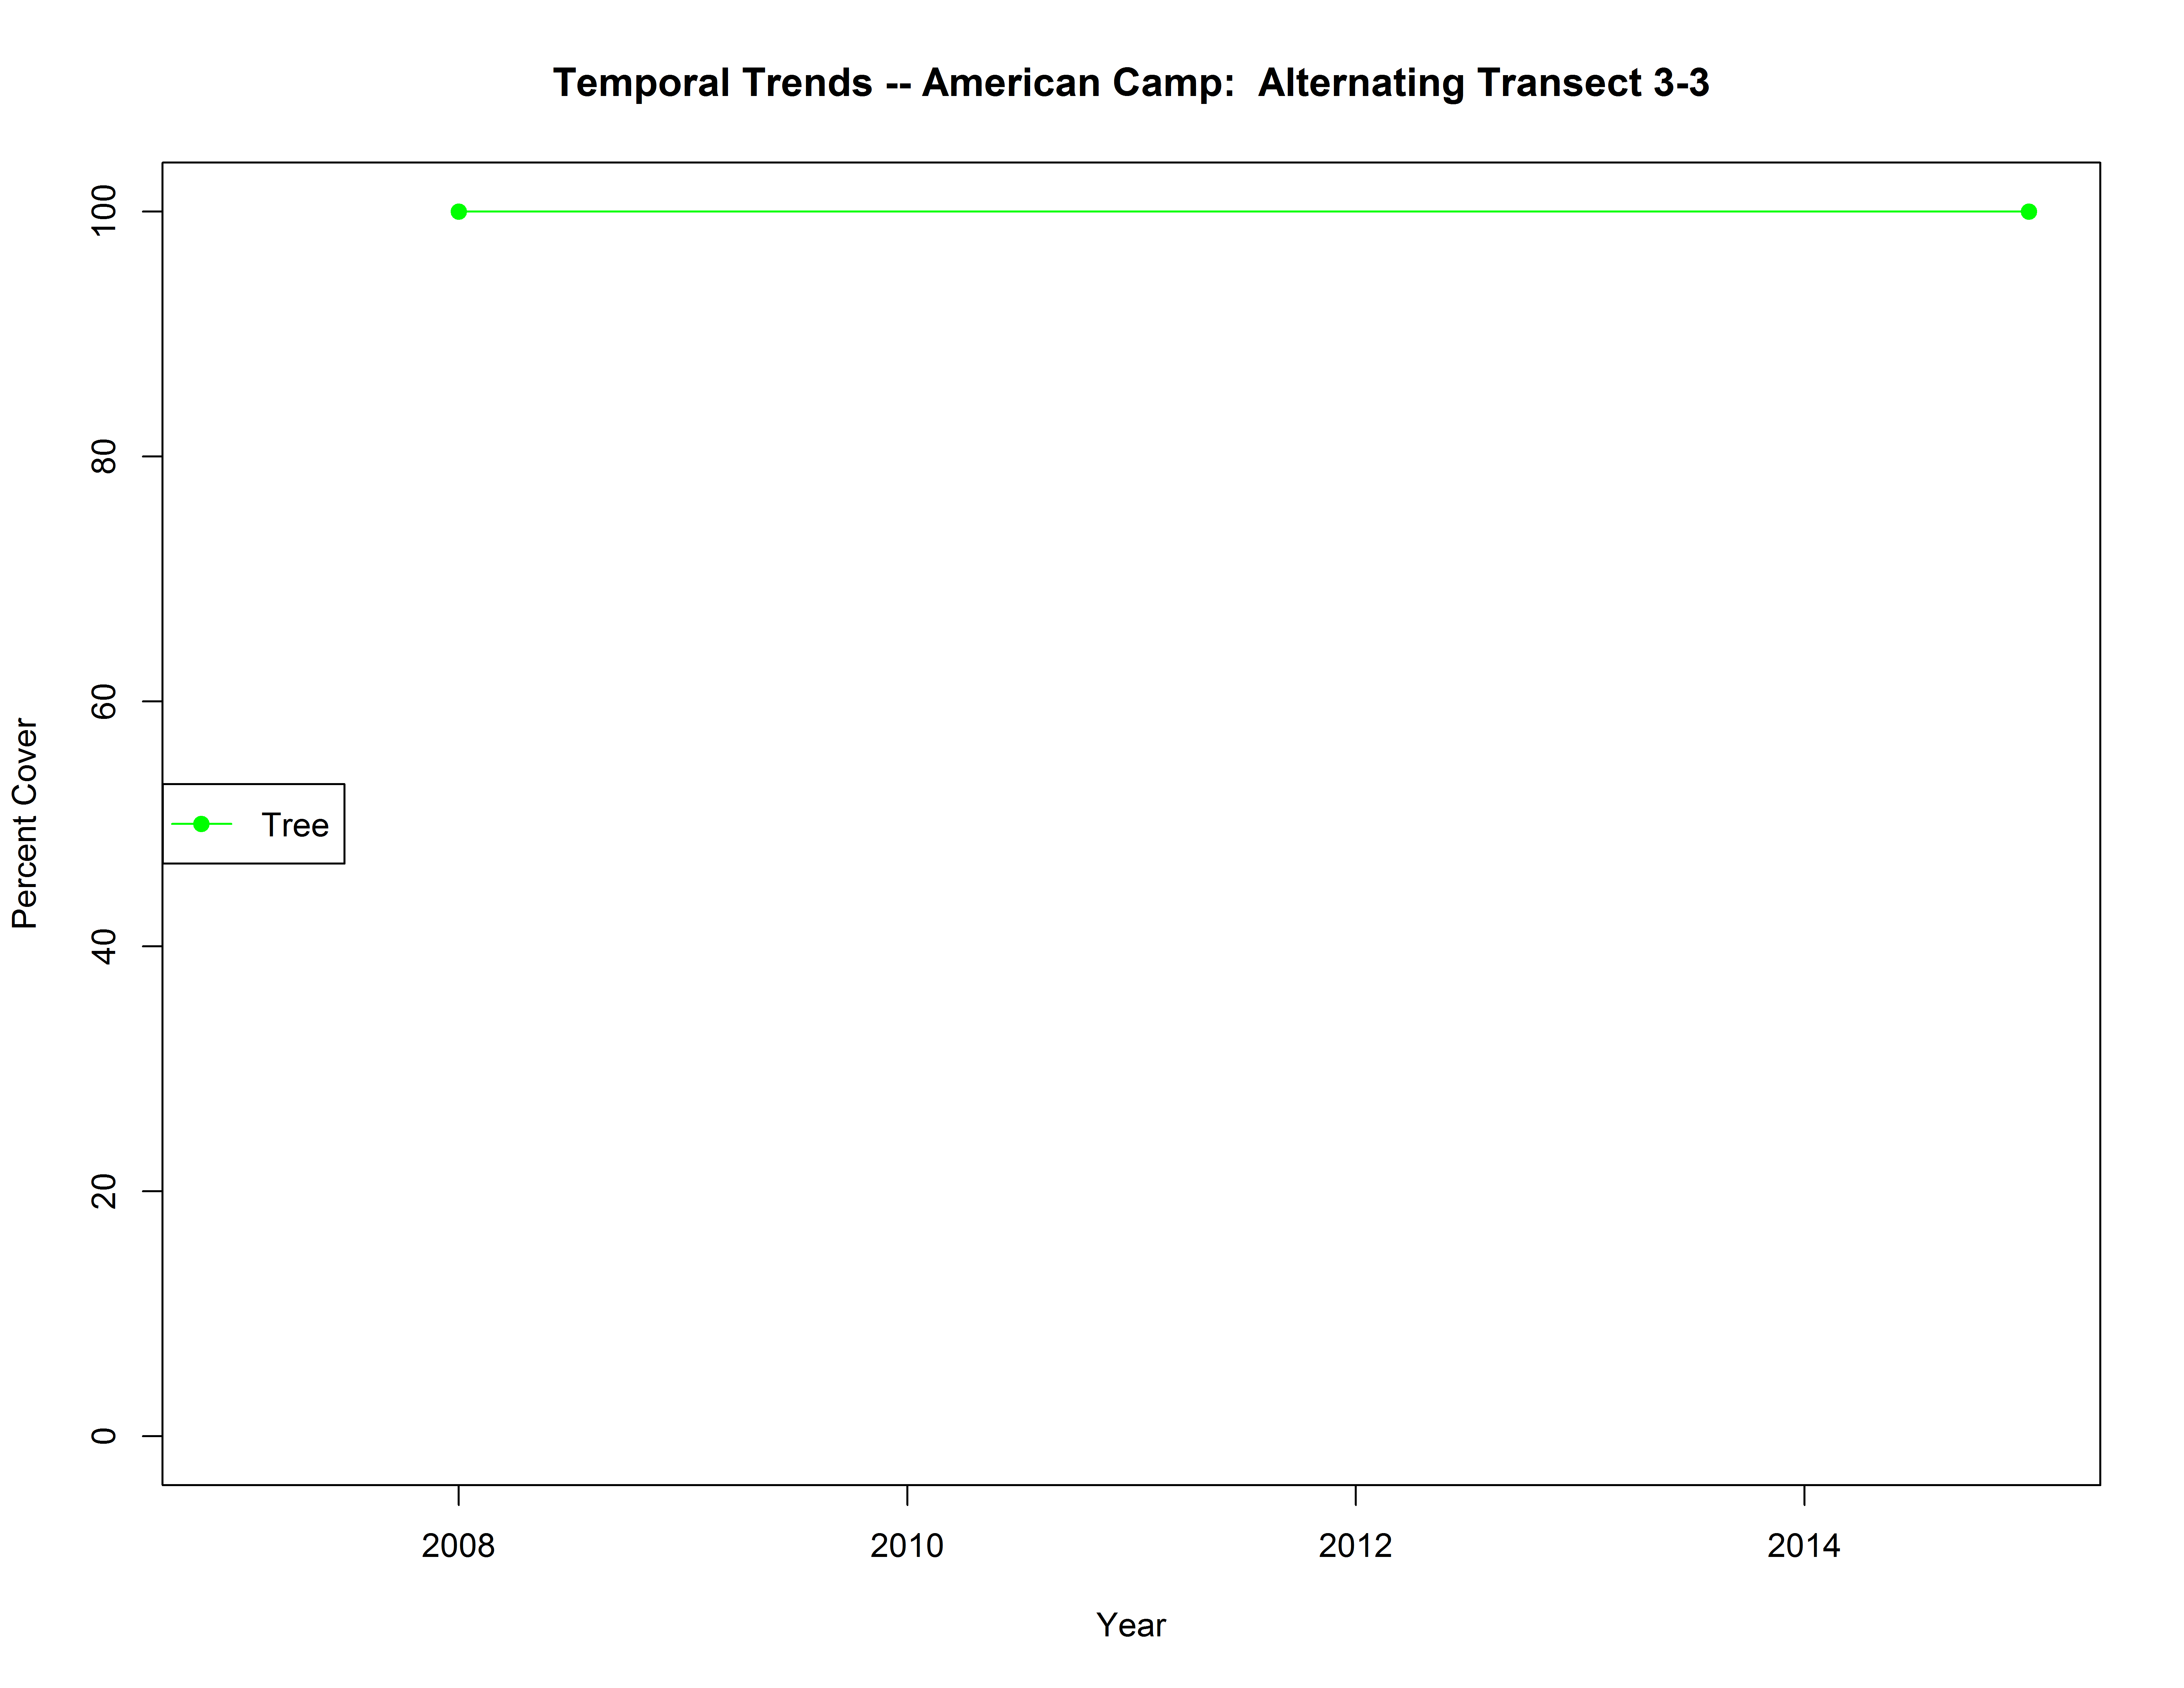 Temporal Trends -- American Camp:  Alternating Transect 3-3
100
80
60
40
20
0
Percent Cover
Tree
2008 2010 2012 2014
Year